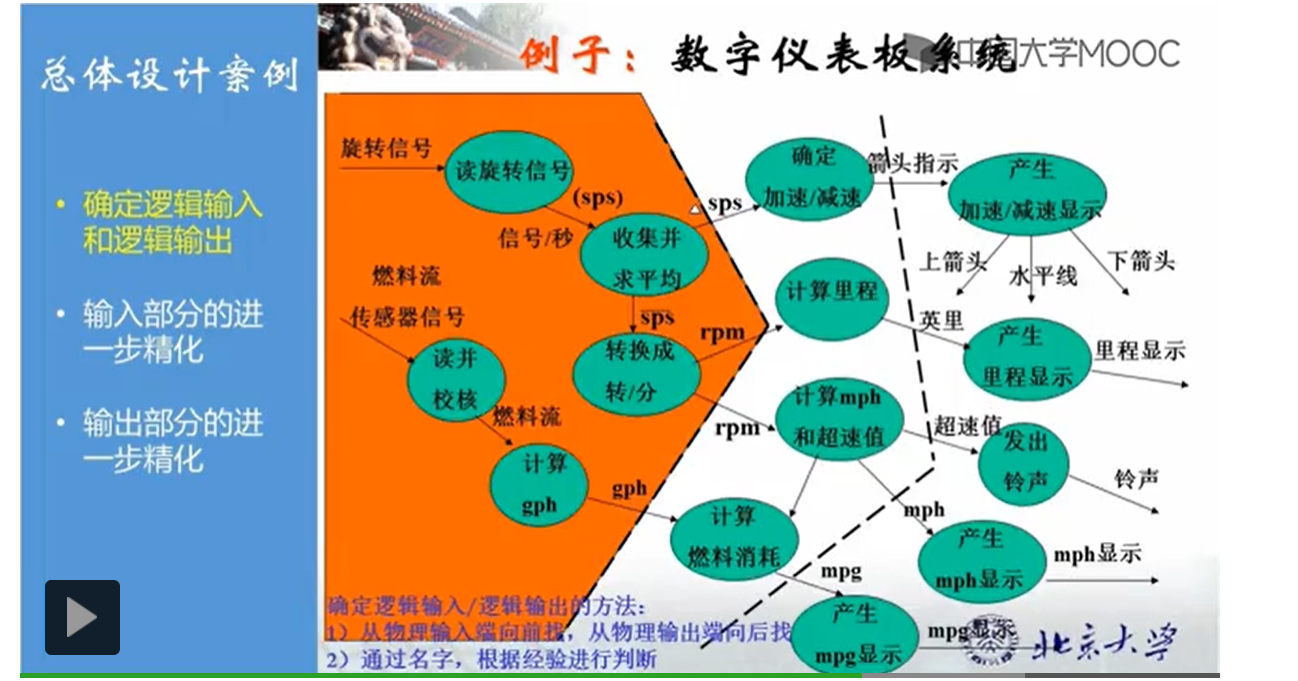 总体设计案例
确定逻辑输入
和逻辑输出
输入部分的进
一步精化
输出部分的进
一步精化
例子：数字仪表板系统
中国大学MOOC
旋转信号
读旋转信号
(sps)
信号/秒
收集并
求平均
sps
sps
确定
加速/减速
箭头指示
产生
加速/减速显示
上箭头
水平线
下箭头
燃料流
传感器信号
读并
校核
燃料流
计算
gph
gph
转换成
转/分
rpm
rpm
计算里程
英里
产生
里程显示
里程显示
计算mph
和超速值
超速值
发出
铃声
铃声
计算
燃料消耗
mph
产生
mph显示
mph显示
mpg
产生
mpg显示
mpg显示
确定逻辑输入/逻辑输出的方法：
1）从物理输入端向前找，从物理输出端向后找
2）通过名字，根据经验进行判断
北京大学